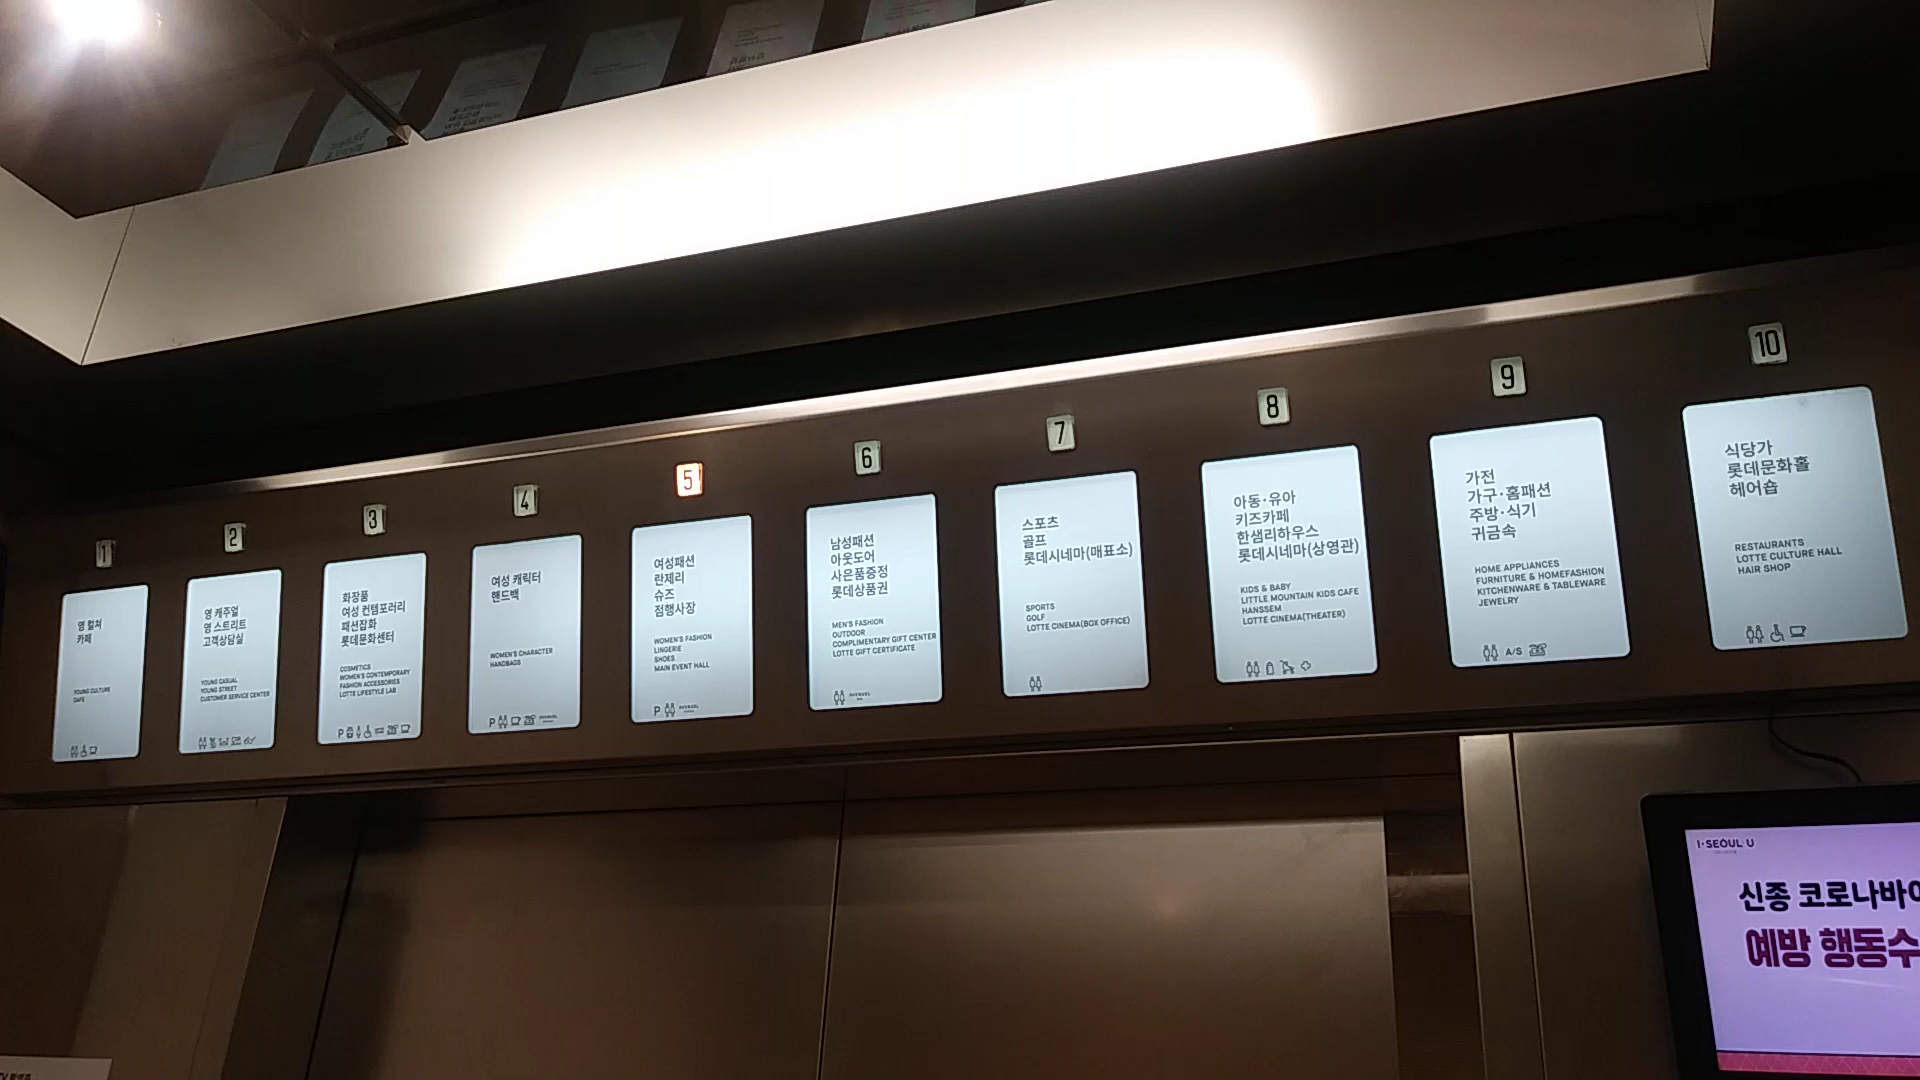 1
영 컬쳐
카페
YOUNG CULTURE
CAFE
2
영 캐주얼
영 스트리트
고객상담실
YOUNG CASUAL
YOUNG STREET
CUSTOMER SERVICE CENTER
3
화장품
여성 컨템포러리
패션잡화
롯데문화센터
COSMETICS
WOMEN'S CONTEMPORARY
FASHION ACCESSORIES
LOTTE LIFESTYLE LAB
P
4
여성 캐릭터
핸드백
WOMEN'S CHARACTER
HANDBAGS
P
5
여성패션
란제리
슈즈
점행사장
WOMEN'S FASHION
LINGERIE
SHOES
MAIN EVENT HALL
P
6
남성패션
아웃도어
사은품증정
롯데상품권
MEN'S FASHION
OUTDOOR
COMPLIMENTARY GIFT CENTER
LOTTE GIFT CERTIFICATE
7
스포츠
골프
롯데시네마(매표소)
SPORTS
GOLF
LOTTE CINEMA(BOX OFFICE)
8
아동·유아
키즈카페
한샘리하우스
롯데시네마(상영관)
KIDS & BABY
LITTLE MOUNTAIN KIDS CAFE
HANSSEM
LOTTE CINEMA(THEATER)
9
가전
가구·홈패션
주방·식기
귀금속
HOME APPLIANCES
FURNITURE & HOMEFASHION
KITCHENWARE & TABLEWARE
JEWELRY
A/S
10
식당가
롯데문화홀
헤어숍
RESTAURANTS
LOTTE CULTURE HALL
HAIR SHOP
I·SEOUL·U
신종 코로나바이
예방 행동수